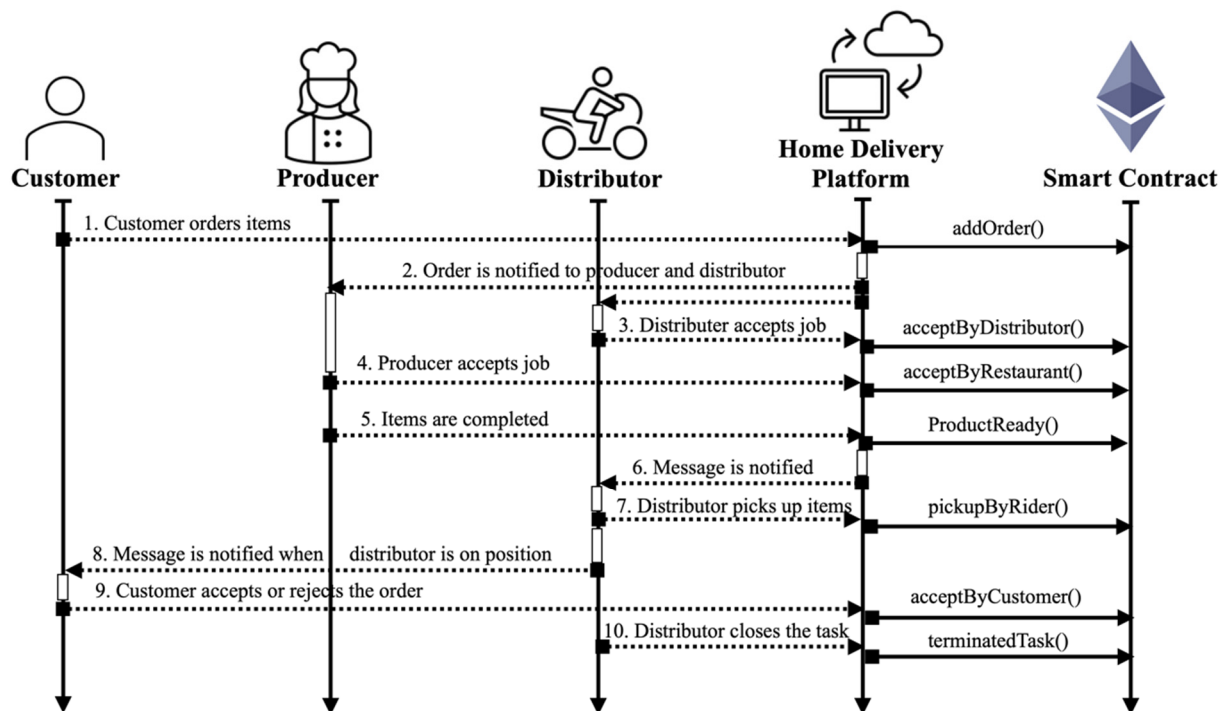 Customer
Producer
Distributor
Home Delivery
Platform
Smart Contract
1. Customer orders items
addOrder()
2. Order is notified to producer and distributor
3. Distributer accepts job
acceptByDistributor()
4. Producer accepts job
acceptByRestaurant()
5. Items are completed
ProductReady()
6. Message is notified
7. Distributor picks up items
pickupByRider()
8. Message is notified when distributor is on position
9. Customer accepts or rejects the order
acceptByCustomer()
10. Distributor closes the task
terminatedTask()